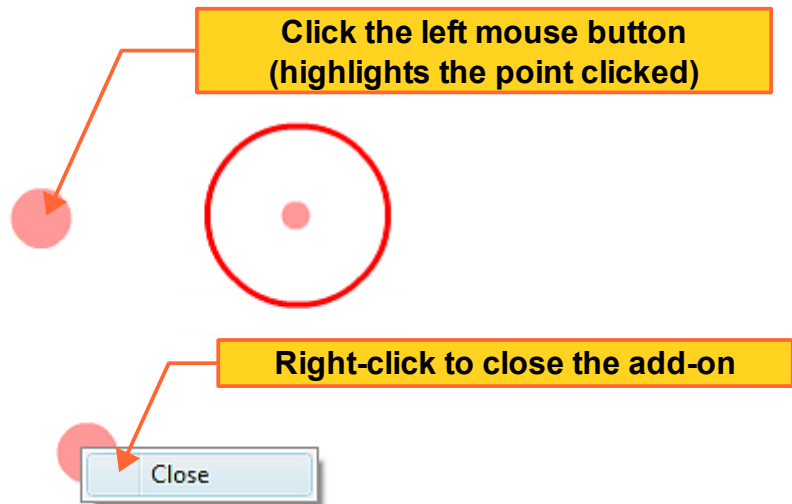 Click the left mouse button
(highlights the point clicked)
Right-click to close the add-on
Close